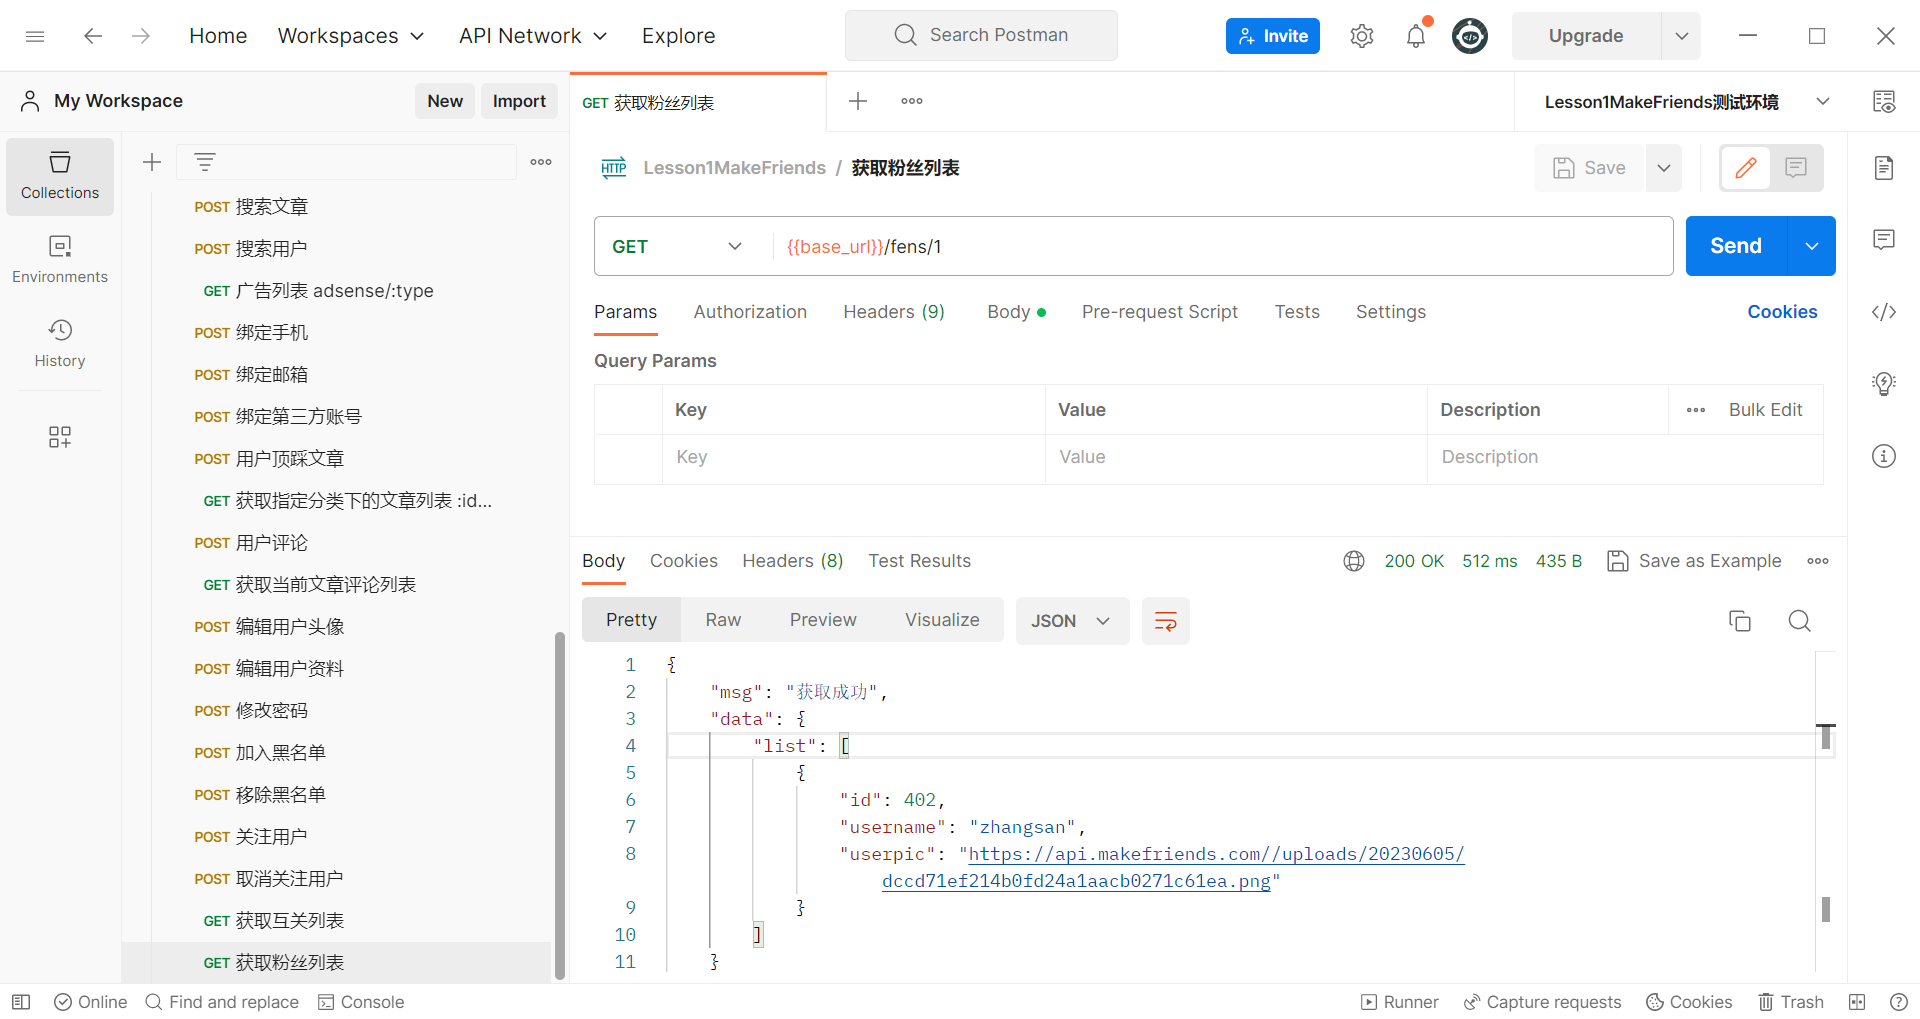 Home Workspaces API Network Explore Search Postman Invite Upgrade
My Workspace New Import GET 获取粉丝列表 Lesson1MakeFriends测试环境
Collections
Environments
History
POST 搜索文章
POST 搜索用户
GET 广告列表 adsense/:type
POST 绑定手机
POST 绑定邮箱
POST 绑定第三方账号
POST 用户顶踩文章
GET 获取指定分类下的文章列表 :id...
POST 用户评论
GET 获取当前文章评论列表
POST 编辑用户头像
POST 编辑用户资料
POST 修改密码
POST 加入黑名单
POST 移除黑名单
POST 关注用户
POST 取消关注用户
GET 获取互关列表
GET 获取粉丝列表
HTTP Lesson1MakeFriends / 获取粉丝列表 Save
GET {{base_url}}/fens/1 Send
Params Authorization Headers (9) Body Pre-request Script Tests Settings Cookies
Query Params
Key Value Description Bulk Edit
Key Value Description
Body Cookies Headers (8) Test Results 200 OK 512 ms 435 B Save as Example
Pretty Raw Preview Visualize JSON
1 {
2 "msg": "获取成功",
3 "data": {
4 "list": [
5 {
6 "id": 402,
7 "username": "zhangsan",
8 "userpic": "https://api.makefriends.com//uploads/20230605/
dccd71ef214b0fd24a1aacb0271c61ea.png"
9 }
10 ]
11 }
Online Find and replace Console Runner Capture requests Cookies Trash